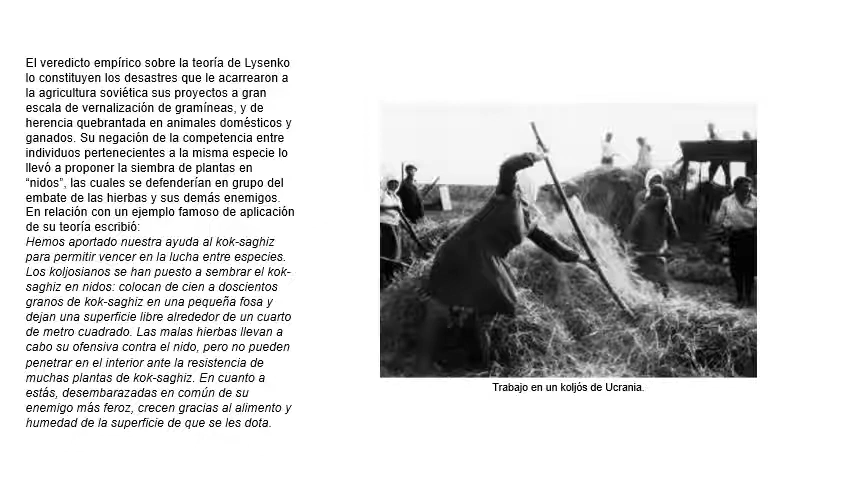 El veredicto empírico sobre la teoría de Lysenko
lo constituyen los desastres que le acarrearon a
la agricultura soviética sus proyectos a gran
escala de vernalización de gramíneas, y de
herencia quebrantada en animales domésticos y
ganados. Su negación de la competencia entre
individuos pertenecientes a la misma especie lo
llevó a proponer la siembra de plantas en
“nidos”, las cuales se defenderían en grupo del
embate de las hierbas y sus demás enemigos.
En relación con un ejemplo famoso de aplicación
de su teoría escribió:
Hemos aportado nuestra ayuda al kok-saghiz
para permitir vencer en la lucha entre especies.
Los koljosianos se han puesto a sembrar el kok-
saghiz en nidos: colocan de cien a doscientos
granos de kok-saghiz en una pequeña fosa y
dejan una superficie libre alrededor de un cuarto
de metro cuadrado. Las malas hierbas llevan a
cabo su ofensiva contra el nido, pero no pueden
penetrar en el interior ante la resistencia de
muchas plantas de kok-saghiz. En cuanto a
estás, desembarazadas en común de su
enemigo más feroz, crecen gracias al alimento y
humedad de la superficie de que se les dota.
Trabajo en un koljós de Ucrania.